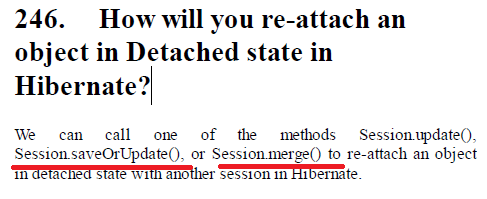 246. How will you re-attach an
object in Detached state in
Hibernate?
We can call one of the methods Session.update(),
Session.saveOrUpdate(), or Session.merge() to re-attach an object
in detached state with another session in Hibernate.